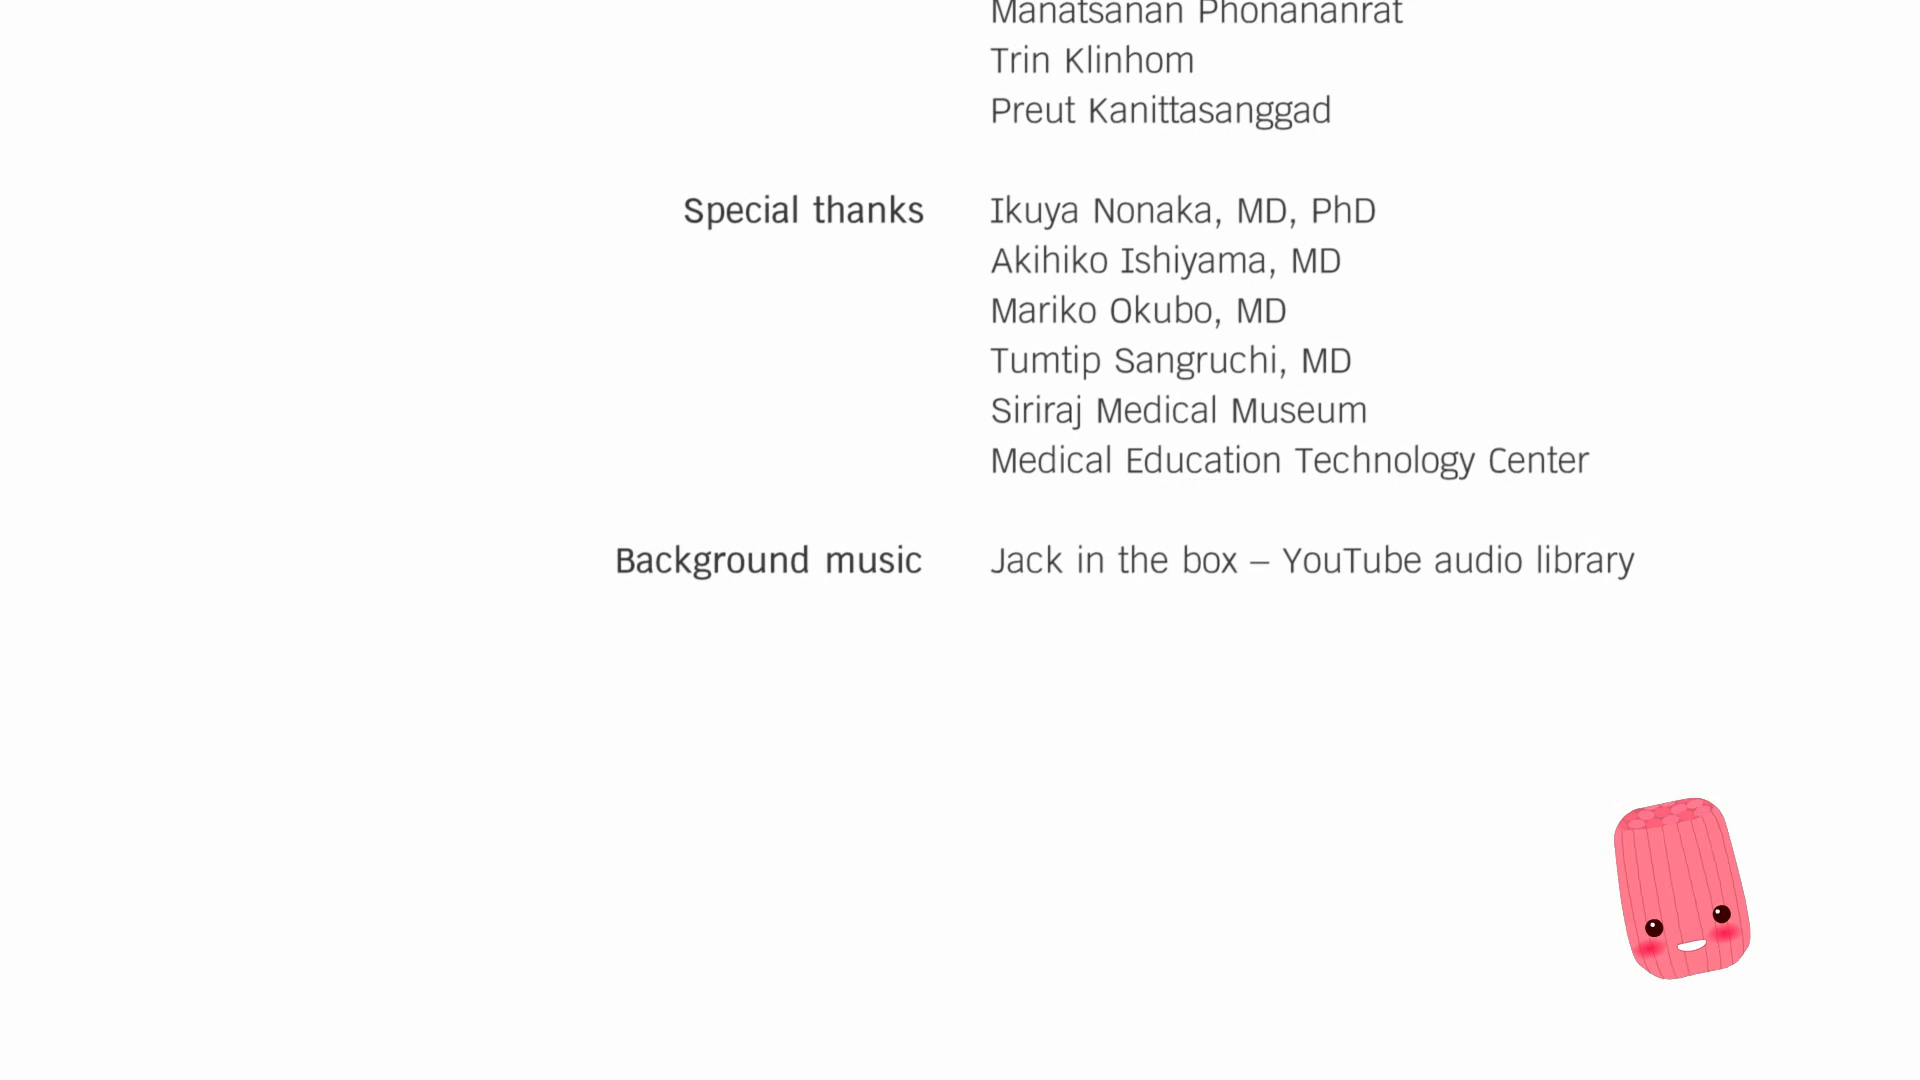 Manatsanan Phonananrat
Trin Klinhom
Preut Kanittasanggad
Special thanks Ikuya Nonaka, MD, PhD
Akihiko Ishiyama, MD
Mariko Okubo, MD
Tumtip Sangruchi, MD
Siriraj Medical Museum
Medical Education Technology Center
Background music Jack in the box – YouTube audio library